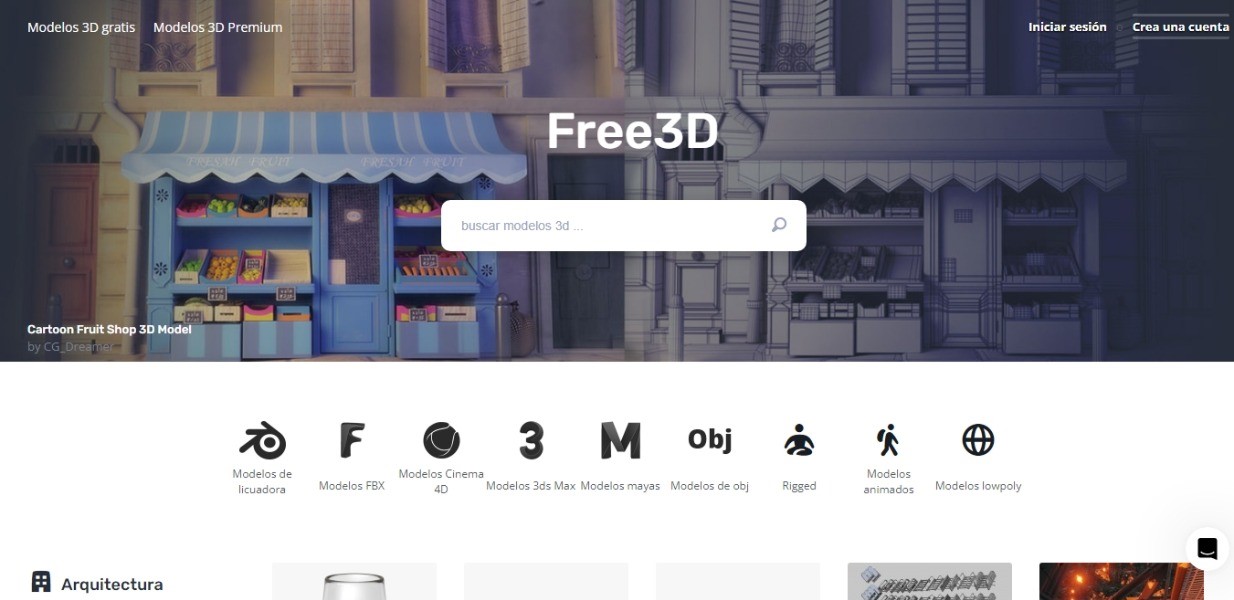 Modelos 3D gratis
Modelos 3D Premium
Iniciar sesión
Crea una cuenta
Free3D
FRESAH FRUIT
FRESAH FRUIT
buscar modelos 3d ...
Cartoon Fruit Shop 3D Model
by CG_Dreamer
Obj
Modelos de
licuadora
Modelos FBX
Modelos Cinema
4D
Modelos 3ds Max
Modelos mayas
Modelos de obj
Rigged
Modelos
animados
Modelos lowpoly
Arquitectura